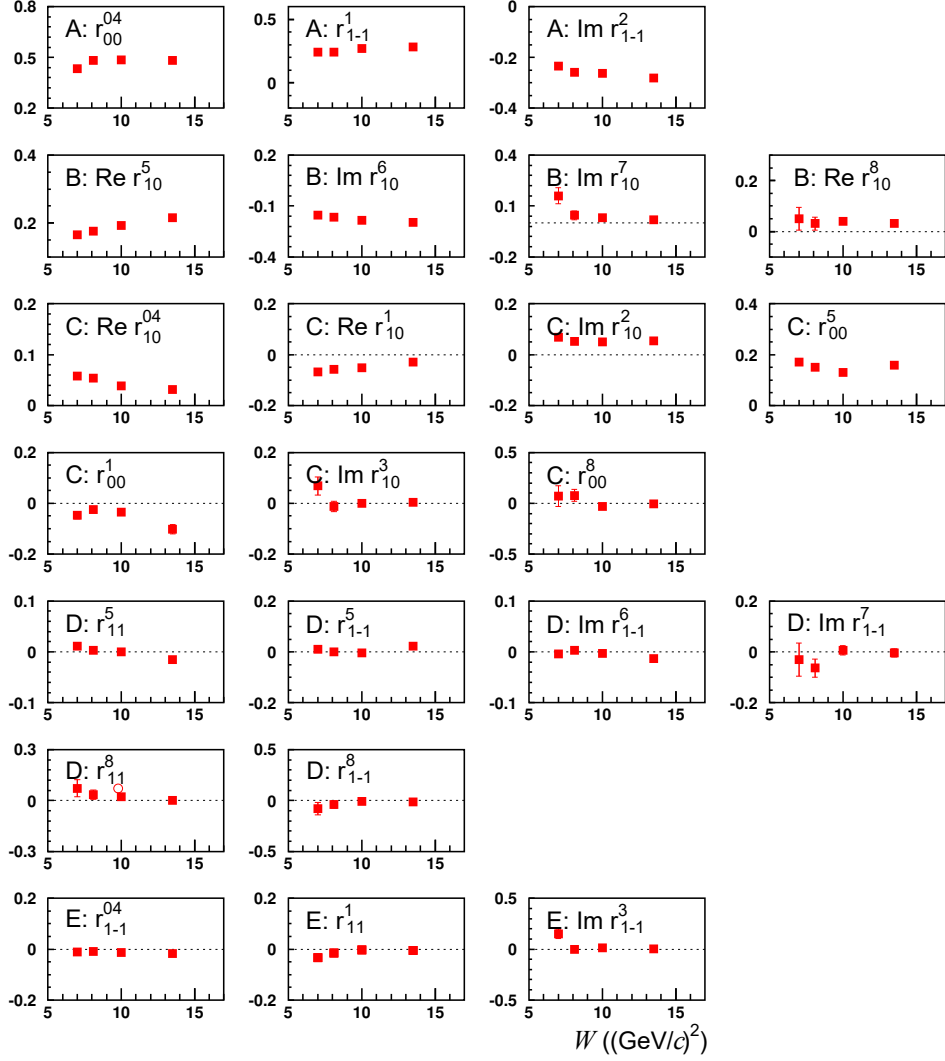 A: r^{04}_{00}
0.8
0.5
0.2
5 10 15
A: r^{1}_{1-1}
0.5
0
5 10 15
A: Im r^{2}_{1-1}
0
-0.2
-0.4
5 10 15
B: Re r^{5}_{10}
0.4
0.2
5 10 15
B: Im r^{6}_{10}
0.2
-0.1
-0.4
5 10 15
B: Im r^{7}_{10}
0.4
0.1
-0.2
5 10 15
B: Re r^{8}_{10}
0.2
0
5 10 15
C: Re r^{04}_{10}
0.2
0.1
0
5 10 15
C: Re r^{1}_{10}
0.2
0
-0.2
5 10 15
C: Im r^{2}_{10}
0.2
0
-0.2
5 10 15
C: r^{5}_{00}
0.4
0.2
0
5 10 15
C: r^{1}_{00}
0.2
0
-0.2
5 10 15
C: Im r^{3}_{10}
0.2
0
-0.2
5 10 15
C: r^{8}_{00}
0.5
0
-0.5
5 10 15
D: r^{5}_{11}
0.1
0
-0.1
5 10 15
D: r^{5}_{1-1}
0.2
0
-0.2
5 10 15
D: Im r^{6}_{1-1}
0.1
0
-0.1
5 10 15
D: Im r^{7}_{1-1}
0.2
0
-0.2
5 10 15
D: r^{8}_{11}
0.3
0
-0.3
5 10 15
D: r^{8}_{1-1}
0.5
0
-0.5
5 10 15
E: r^{04}_{1-1}
0.2
0
-0.2
5 10 15
E: r^{1}_{11}
0.2
0
-0.2
5 10 15
E: Im r^{3}_{1-1}
0.5
0
-0.5
5 10 15
W ((GeV/c)^2)